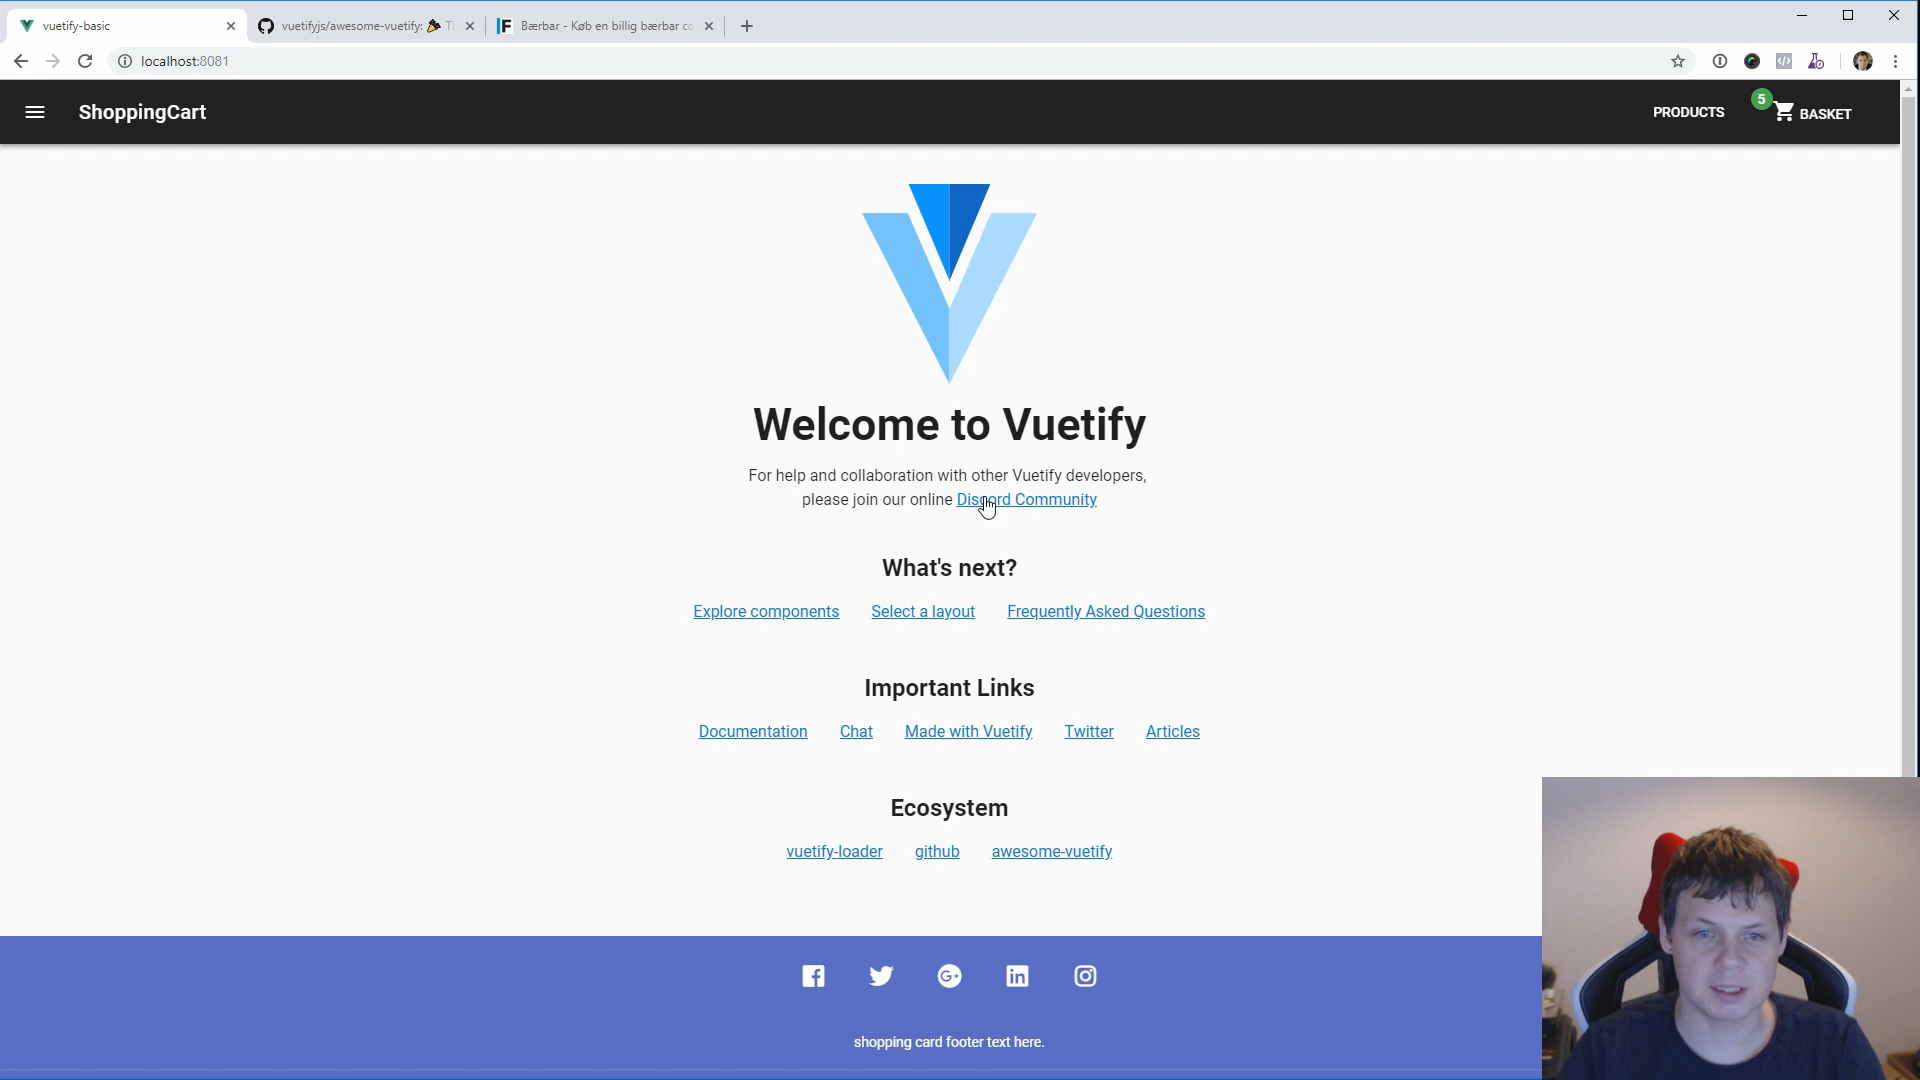 vuetify-basic
vuetifyjs/awesome-vuetify:
Bærbar - Køb en billig bærbar co
localhost:8081
ShoppingCart
PRODUCTS
5
BASKET
Welcome to Vuetify
For help and collaboration with other Vuetify developers,
please join our online Discord Community
What's next?
Explore components Select a layout Frequently Asked Questions
Important Links
Documentation Chat Made with Vuetify Twitter Articles
Ecosystem
vuetify-loader github awesome-vuetify
shopping card footer text here.